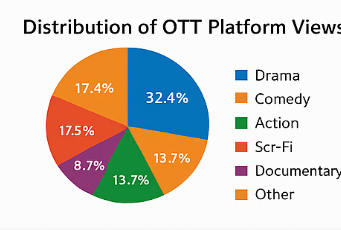 Distribution of OTT Platform Views
17.4%
32.4%
17.5%
8.7%
13.7%
13.7%
Drama
Comedy
Action
Scr-Fi
Documentary
Other